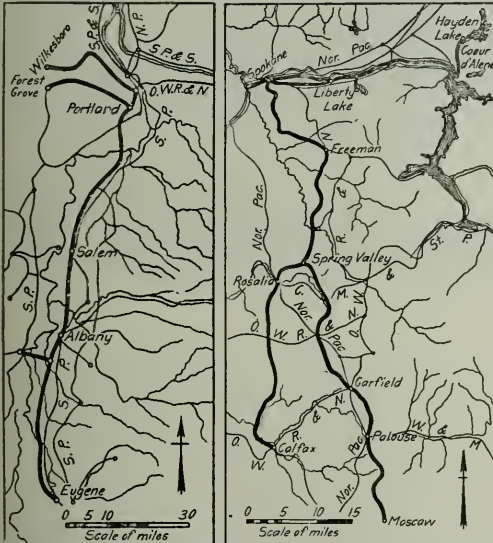 S.P.& S.
N.P.
S.P.& S.
Wilkesboro
Forest
Grove
O.W.R.& N.
Portland
S.P.
Salem
S.P.
Albany
S. P.
S. P.
Eugene
0 5 10 30
Scale of miles
Hayden
Lake
Coeur
d'Alene
Nor. Pac.
Spokane
Liberty
Lake
N.
Freeman
&
R.
Nor. Pac.
Spring Valley
Rosalia
C. M. & St. P.
Nor. Pac.
O. W. R. & N.
O. W.
Garfield
R. & N.
Colfax
O. W.
Palouse
Pac.
Nor.
W. &
M.
Moscow
0 5 10 15
Scale of miles